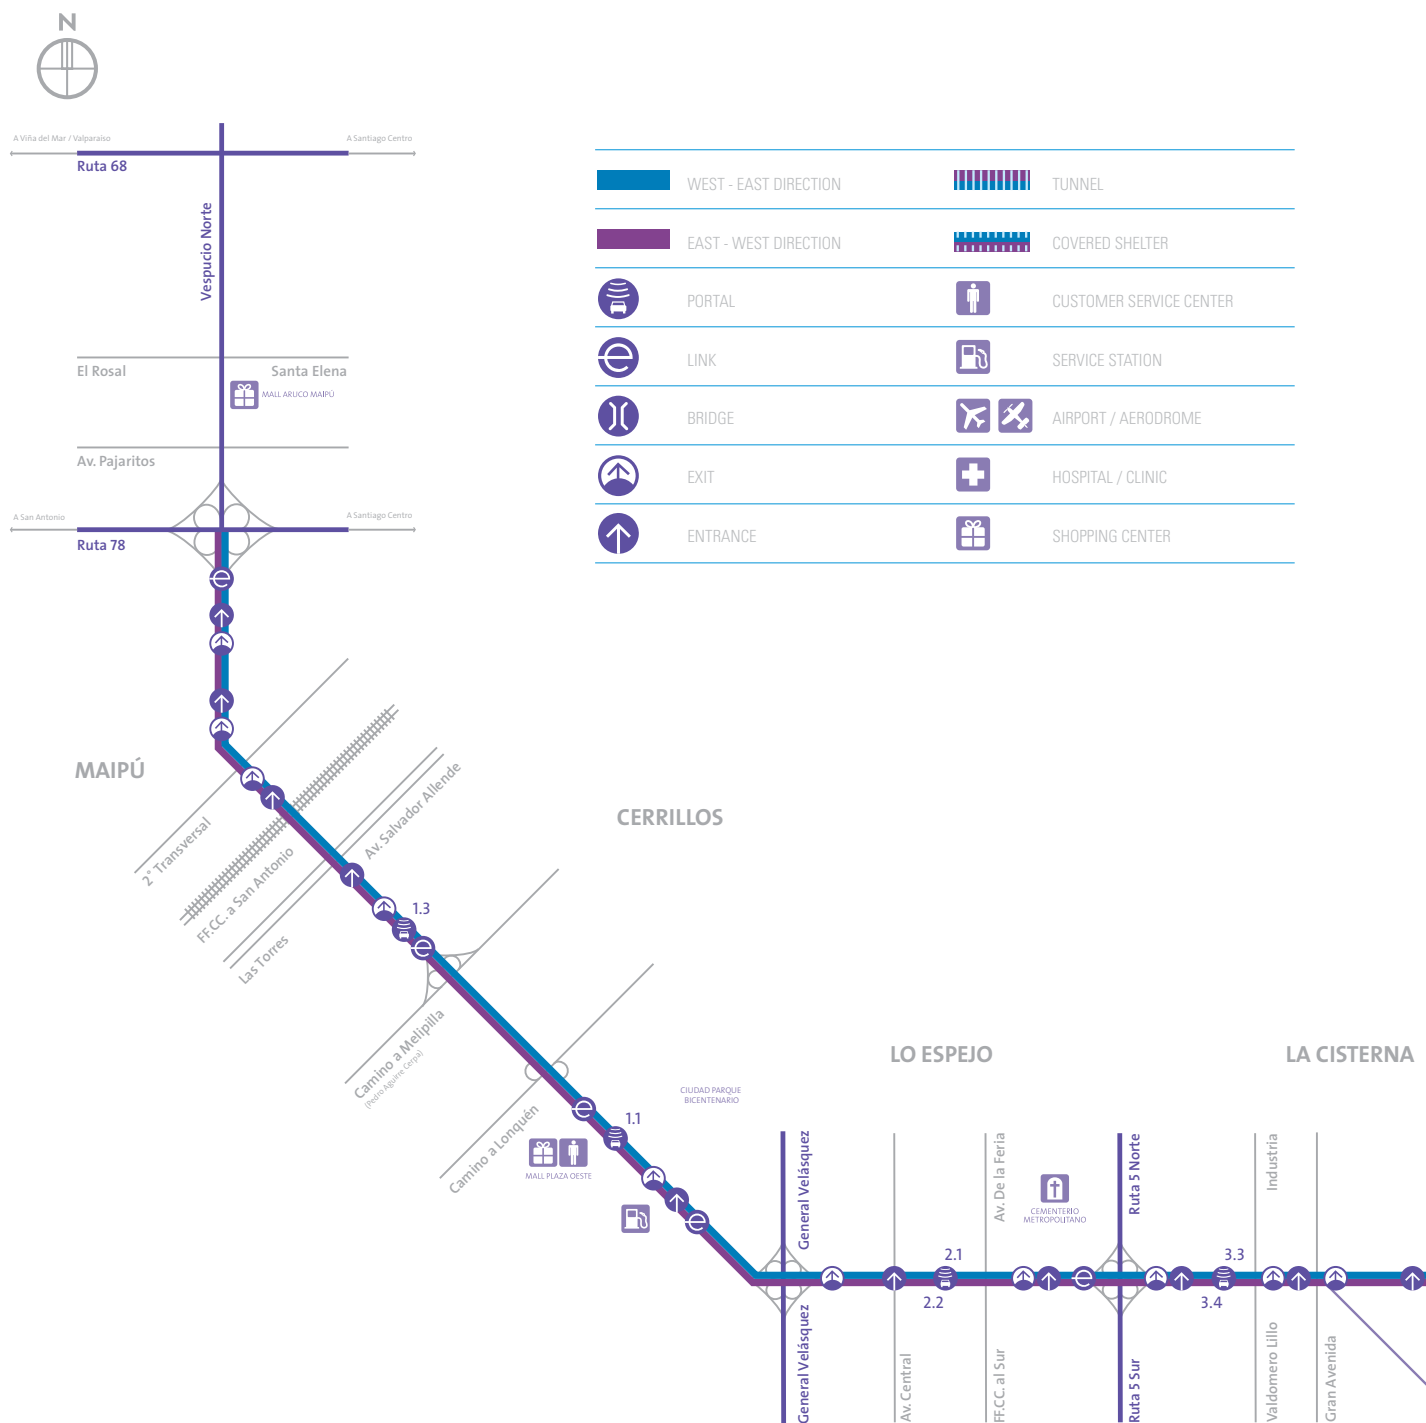 N
A Viña del Mar / Valparaíso
A Santiago Centro
Ruta 68
Vespucio Norte
WEST - EAST DIRECTION
TUNNEL
EAST - WEST DIRECTION
COVERED SHELTER
PORTAL
CUSTOMER SERVICE CENTER
LINK
SERVICE STATION
BRIDGE
AIRPORT / AERODROME
EXIT
HOSPITAL / CLINIC
ENTRANCE
SHOPPING CENTER
El Rosal
Santa Elena
MALL ARUCO MAIPÚ
Av. Pajaritos
A San Antonio
A Santiago Centro
Ruta 78
MAIPÚ
CERRILLOS
2° Transversal
FF.CC. a San Antonio
Av. Salvador Allende
Las Torres
1.3
Camino a Melipilla
(Pedro Aguirre Cerpa)
Camino a Lonquén
1.1
CIUDAD PARQUE
BICENTENARIO
MALL PLAZA OESTE
LO ESPEJO
LA CISTERNA
General Velásquez
Av. De la Feria
CEMENTERIO
METROPOLITANO
Ruta 5 Norte
Industria
2.1
2.2
3.3
3.4
General Velásquez
Av. Central
FF.CC. al Sur
Ruta 5 Sur
Valdomero Lillo
Gran Avenida